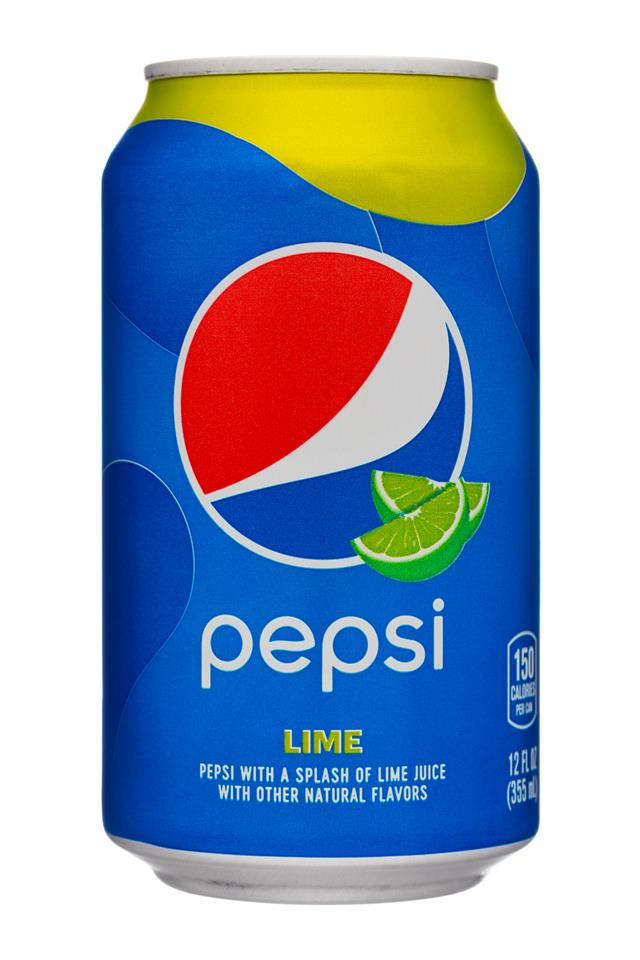 pepsi
LIME
PEPSI WITH A SPLASH OF LIME JUICE
WITH OTHER NATURAL FLAVORS
150
CALORIES
PER CAN
12 FL OZ
(355 mL)